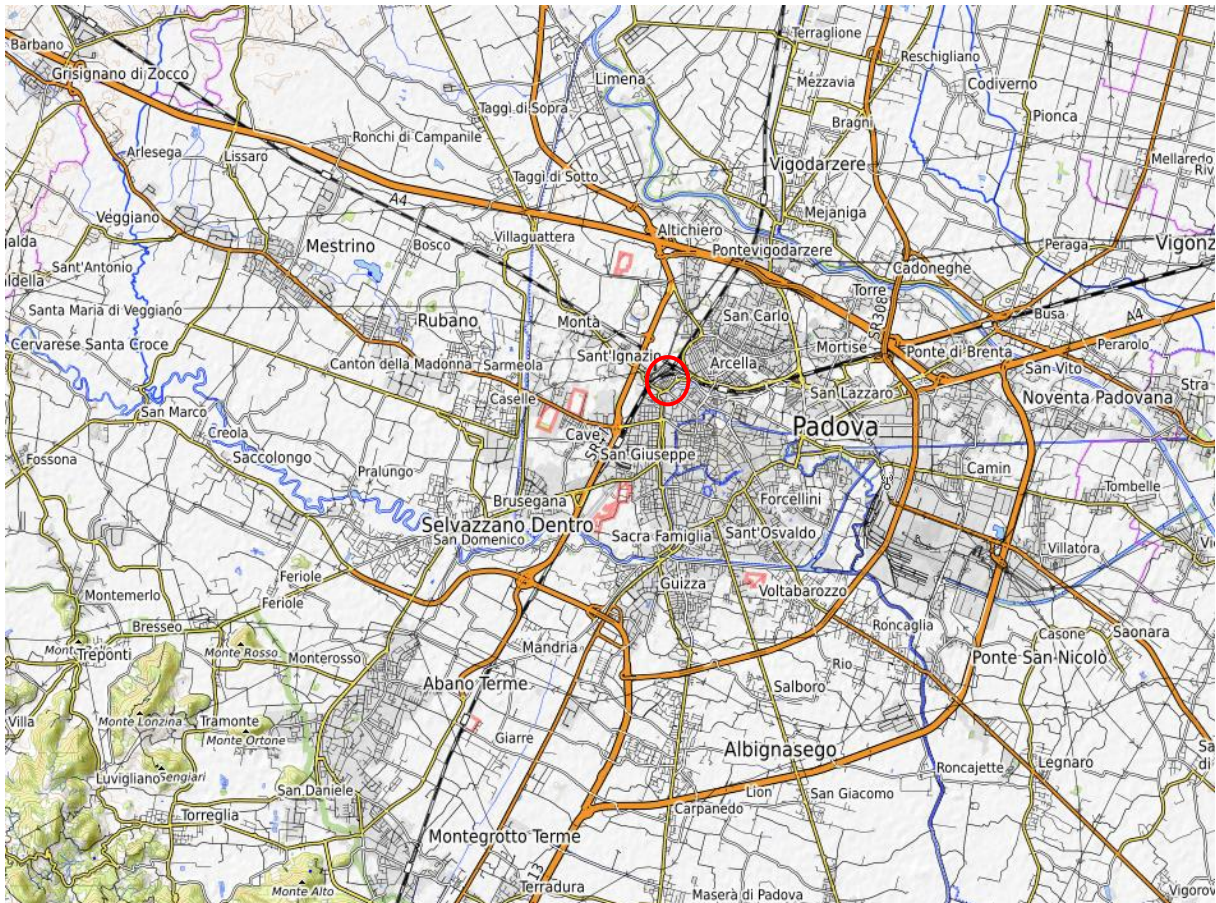 Barbano
Grisignano di Zocco
Terraglione
Reschigliano
Limena
Mezzavia
Codiverno
Taggì di Sopra
Pionca
Bragni
Ronchi di Campanile
Arlesega
Lissaro
Vigodarzere
Mellaredo
Riv
Taggì di Sotto
A4
Veggiano
Mejaniga
Altichiero
Villaguattera
Mestrino
Bosco
Pontevigodarzere
Peraga
Vigonz
Sant'Antonio
Cadoneghe
Torre
Santa Maria di Veggiano
Rubano
Montà
San Carlo
SR308
Busa
A4
Cervarese Santa Croce
Sant'Ignazio
Mortise
Ponte di Brenta
Perarolo
Canton della Madonna
Sarmeola
Arcella
San Vito
Stra
Caselle
San Lazzaro
Noventa Padovana
San Marco
Creola
Cave
Padova
Fossona
Saccolongo
San Giuseppe
Pralungo
Camin
Brusegana
Forcellini
Tombelle
Selvazzano Dentro
San Domenico
Sacra Famiglia
Sant'Osvaldo
Villatora
Feriole
Guizza
Montemerlo
Voltabarozzo
Feriole
Bresseo
Roncaglia
Casone
Saonara
Treponti
Monte Rosso
Monterosso
Mandria
Rio
Ponte San Nicolò
Abano Terme
Salboro
Villa
Monte Lonzina
Tramonte
Monte Ortone
Giarre
Albignasego
Luvigliano
Sengiari
Roncajette
Legnaro
San Daniele
Lion
San Giacomo
Torreglia
Carpanedo
Montegrotto Terme
13
Monte Alto
Terradura
Maserà di Padova
Vigorov